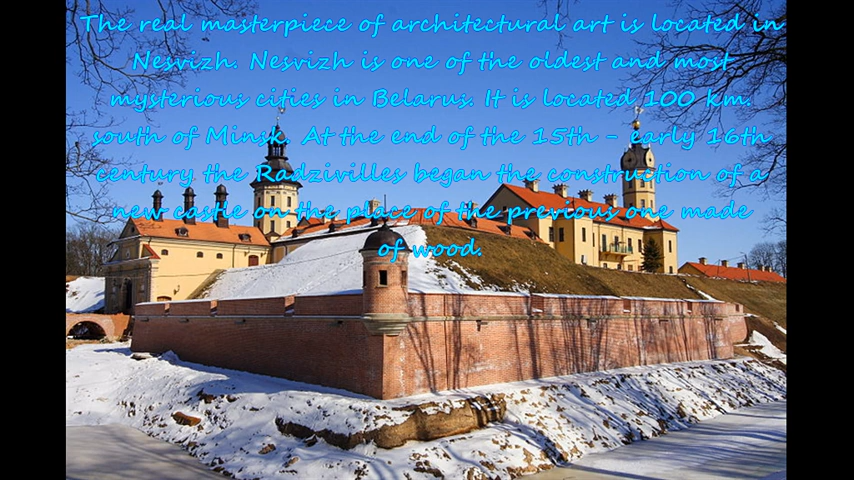 The real masterpiece of architectural art is located in
Nesvizh. Nesvizh is one of the oldest and most
mysterious cities in Belarus. It is located 100 km.
south of Minsk. At the end of the 15th - early 16th
century the Radzivilles began the construction of a
new castle on the place of the previous one made
of wood.